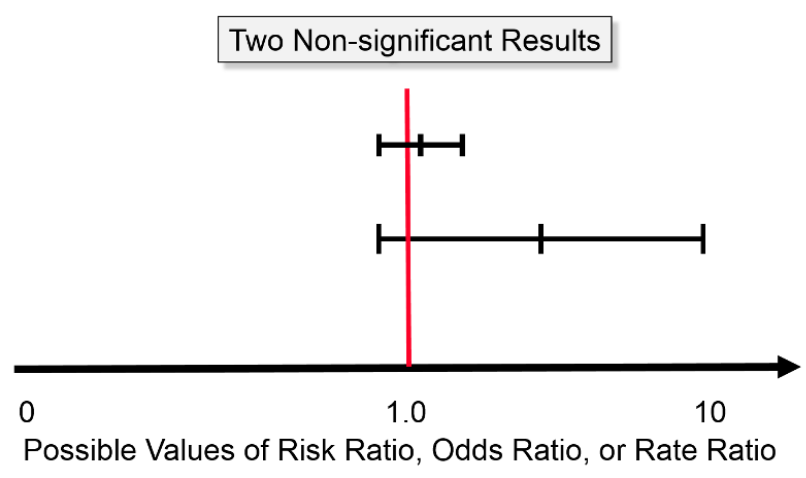 Two Non-significant Results
0 1.0 10
Possible Values of Risk Ratio, Odds Ratio, or Rate Ratio